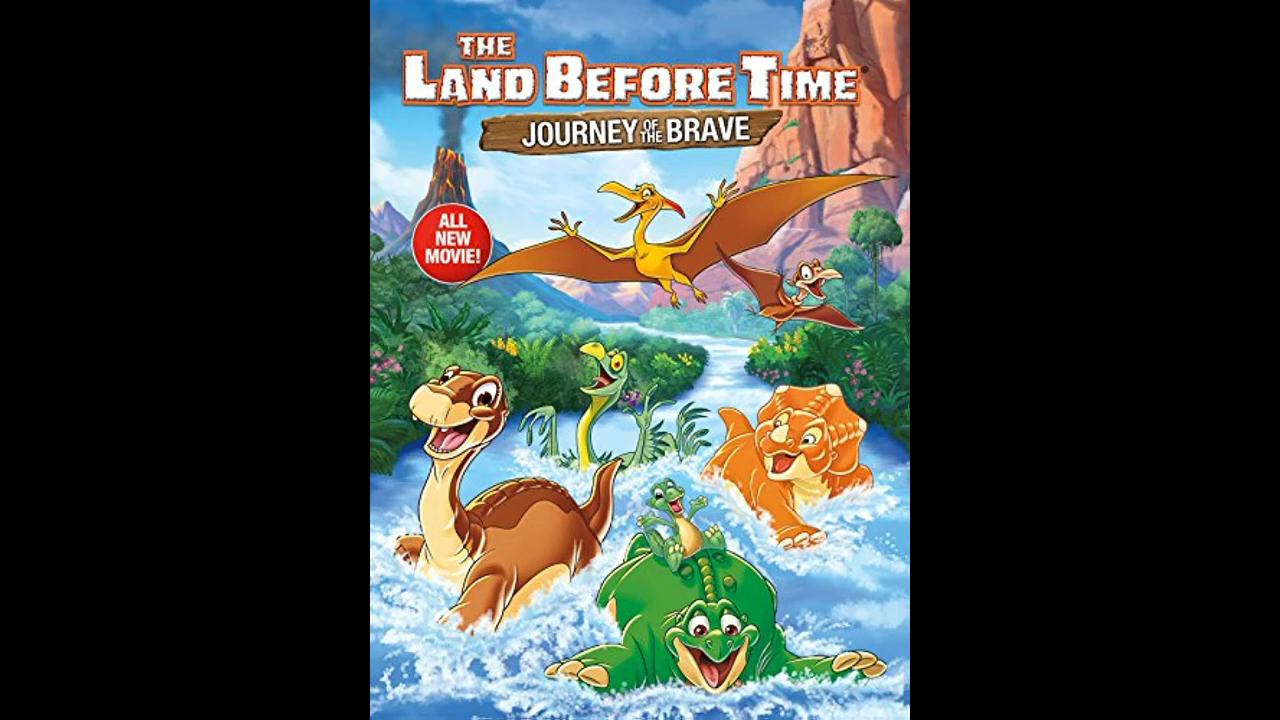 THE
LAND BEFORE TIME
JOURNEY OF THE BRAVE
ALL
NEW
MOVIE!